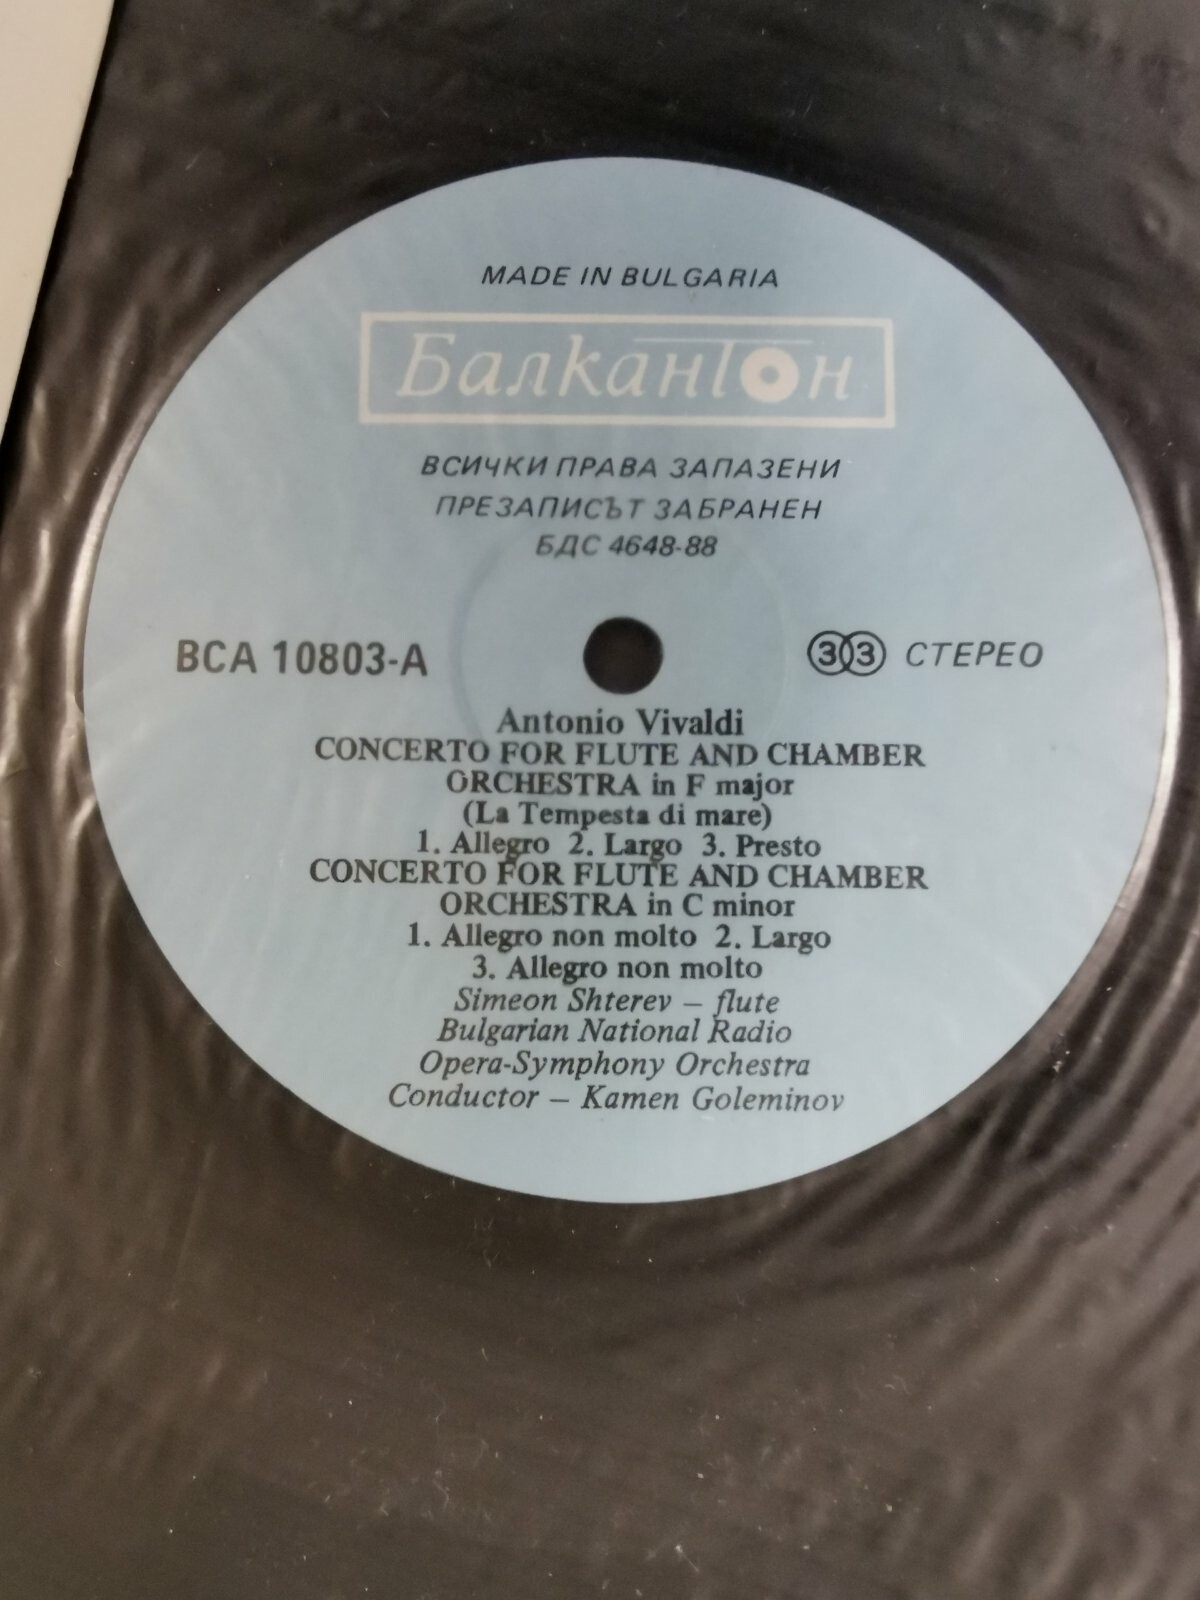 MADE IN BULGARIA
Балкантон
ВСИЧКИ ПРАВА ЗАПАЗЕНИ
ПРЕЗАПИСЪТ ЗАБРАНЕН
БДС 4648-88
ВСА 10803-А
33 СТЕРЕО
Antonio Vivaldi
CONCERTO FOR FLUTE AND CHAMBER
ORCHESTRA in F major
(La Tempesta di mare)
1. Allegro 2. Largo 3. Presto
CONCERTO FOR FLUTE AND CHAMBER
ORCHESTRA in C minor
1. Allegro non molto 2. Largo
3. Allegro non molto
Simeon Shterev – flute
Bulgarian National Radio
Opera-Symphony Orchestra
Conductor – Kamen Goleminov